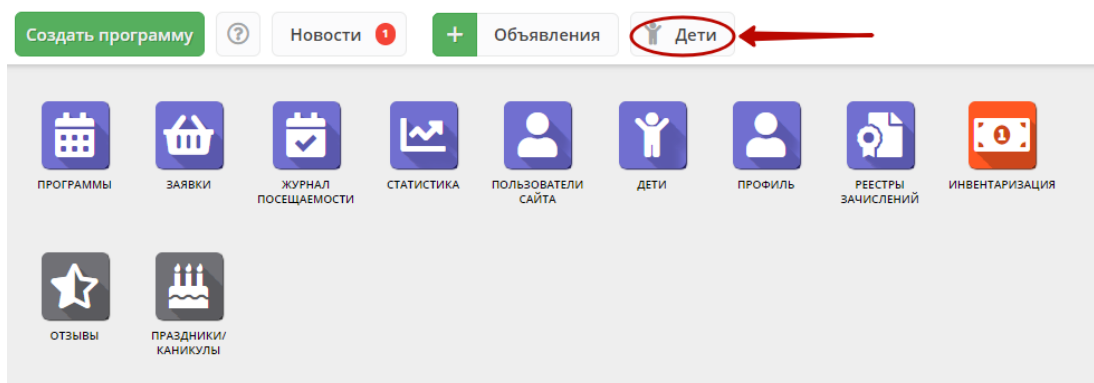 Создать программу ? Новости 1 + Объявления Дети
ПРОГРАММЫ ЗАЯВКИ ЖУРНАЛ ПОСЕЩАЕМОСТИ СТАТИСТИКА ПОЛЬЗОВАТЕЛИ САЙТА ДЕТИ ПРОФИЛЬ РЕЕСТРЫ ЗАЧИСЛЕНИЙ 1 ИНВЕНТАРИЗАЦИЯ
ОТЗЫВЫ ПРАЗДНИКИ/ КАНИКУЛЫ